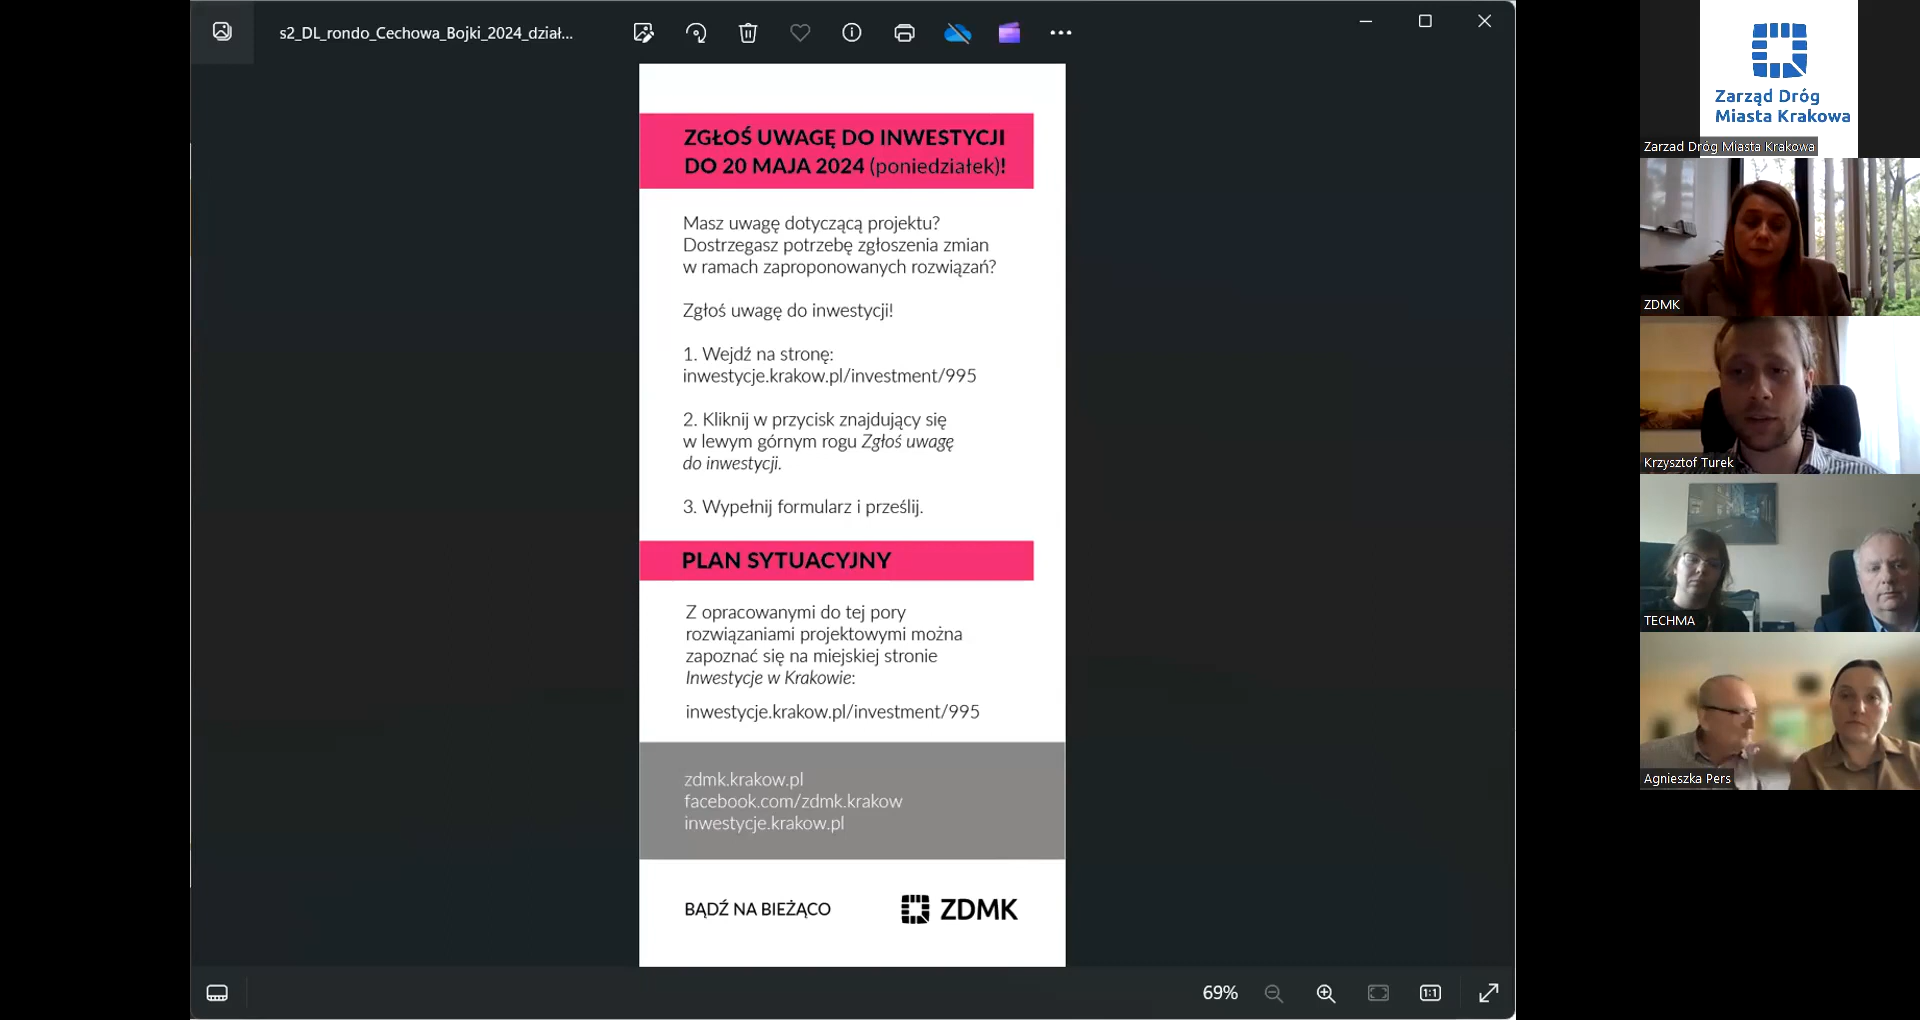 s2_DL_rondo_Cechowa_Bojki_2024_dział...
ZGŁOŚ UWAGĘ DO INWESTYCJI
DO 20 MAJA 2024 (poniedziałek)!
Masz uwagę dotyczącą projektu?
Dostrzegasz potrzebę zgłoszenia zmian
w ramach zaproponowanych rozwiązań?
Zgłoś uwagę do inwestycji!
1. Wejdź na stronę:
inwestycje.krakow.pl/investment/995
2. Kliknij w przycisk znajdujący się
w lewym górnym rogu Zgłoś uwagę
do inwestycji.
3. Wypełnij formularz i prześlij.
PLAN SYTUACYJNY
Z opracowanymi do tej pory
rozwiązaniami projektowymi można
zapoznać się na miejskiej stronie
Inwestycje w Krakowie:
inwestycje.krakow.pl/investment/995
zdmk.krakow.pl
facebook.com/zdmk.krakow
inwestycje.krakow.pl
BĄDŹ NA BIEŻĄCO
ZDMK
69%
1:1
Zarząd Dróg
Miasta Krakowa
Zarzad Dróg Miasta Krakowa
ZDMK
Krzysztof Turek
TECHMA
Agnieszka Pers